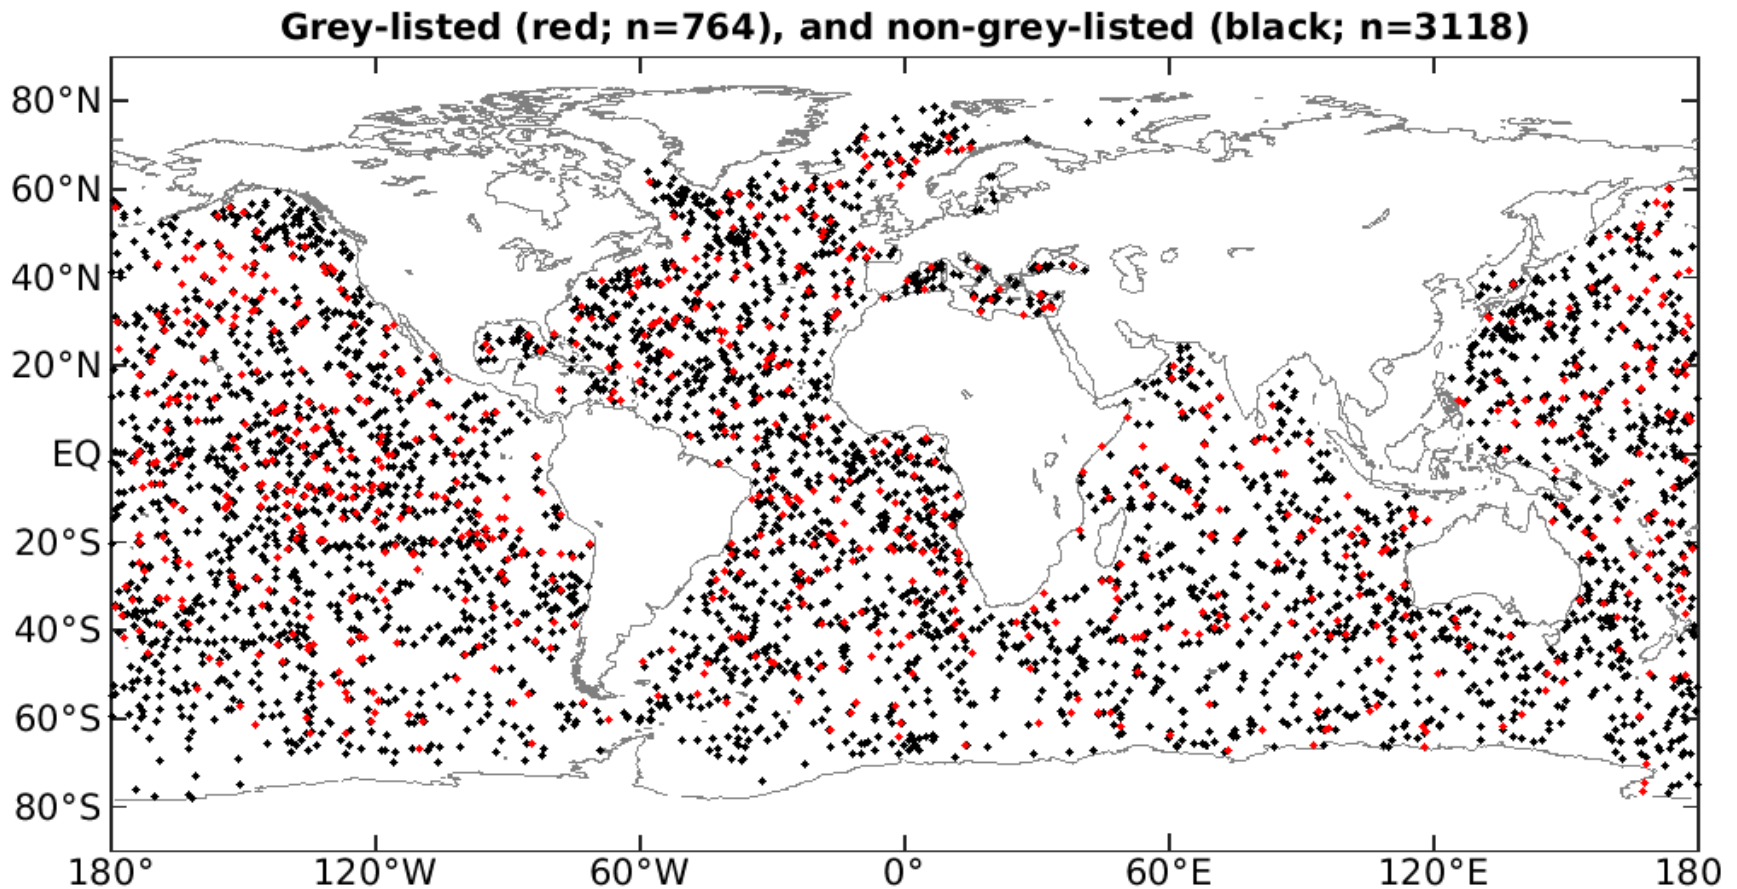 Grey-listed (red; n=764), and non-grey-listed (black; n=3118)
80°N
60°N
40°N
20°N
EQ
20°S
40°S
60°S
80°S
180° 120°W 60°W 0° 60°E 120°E 180